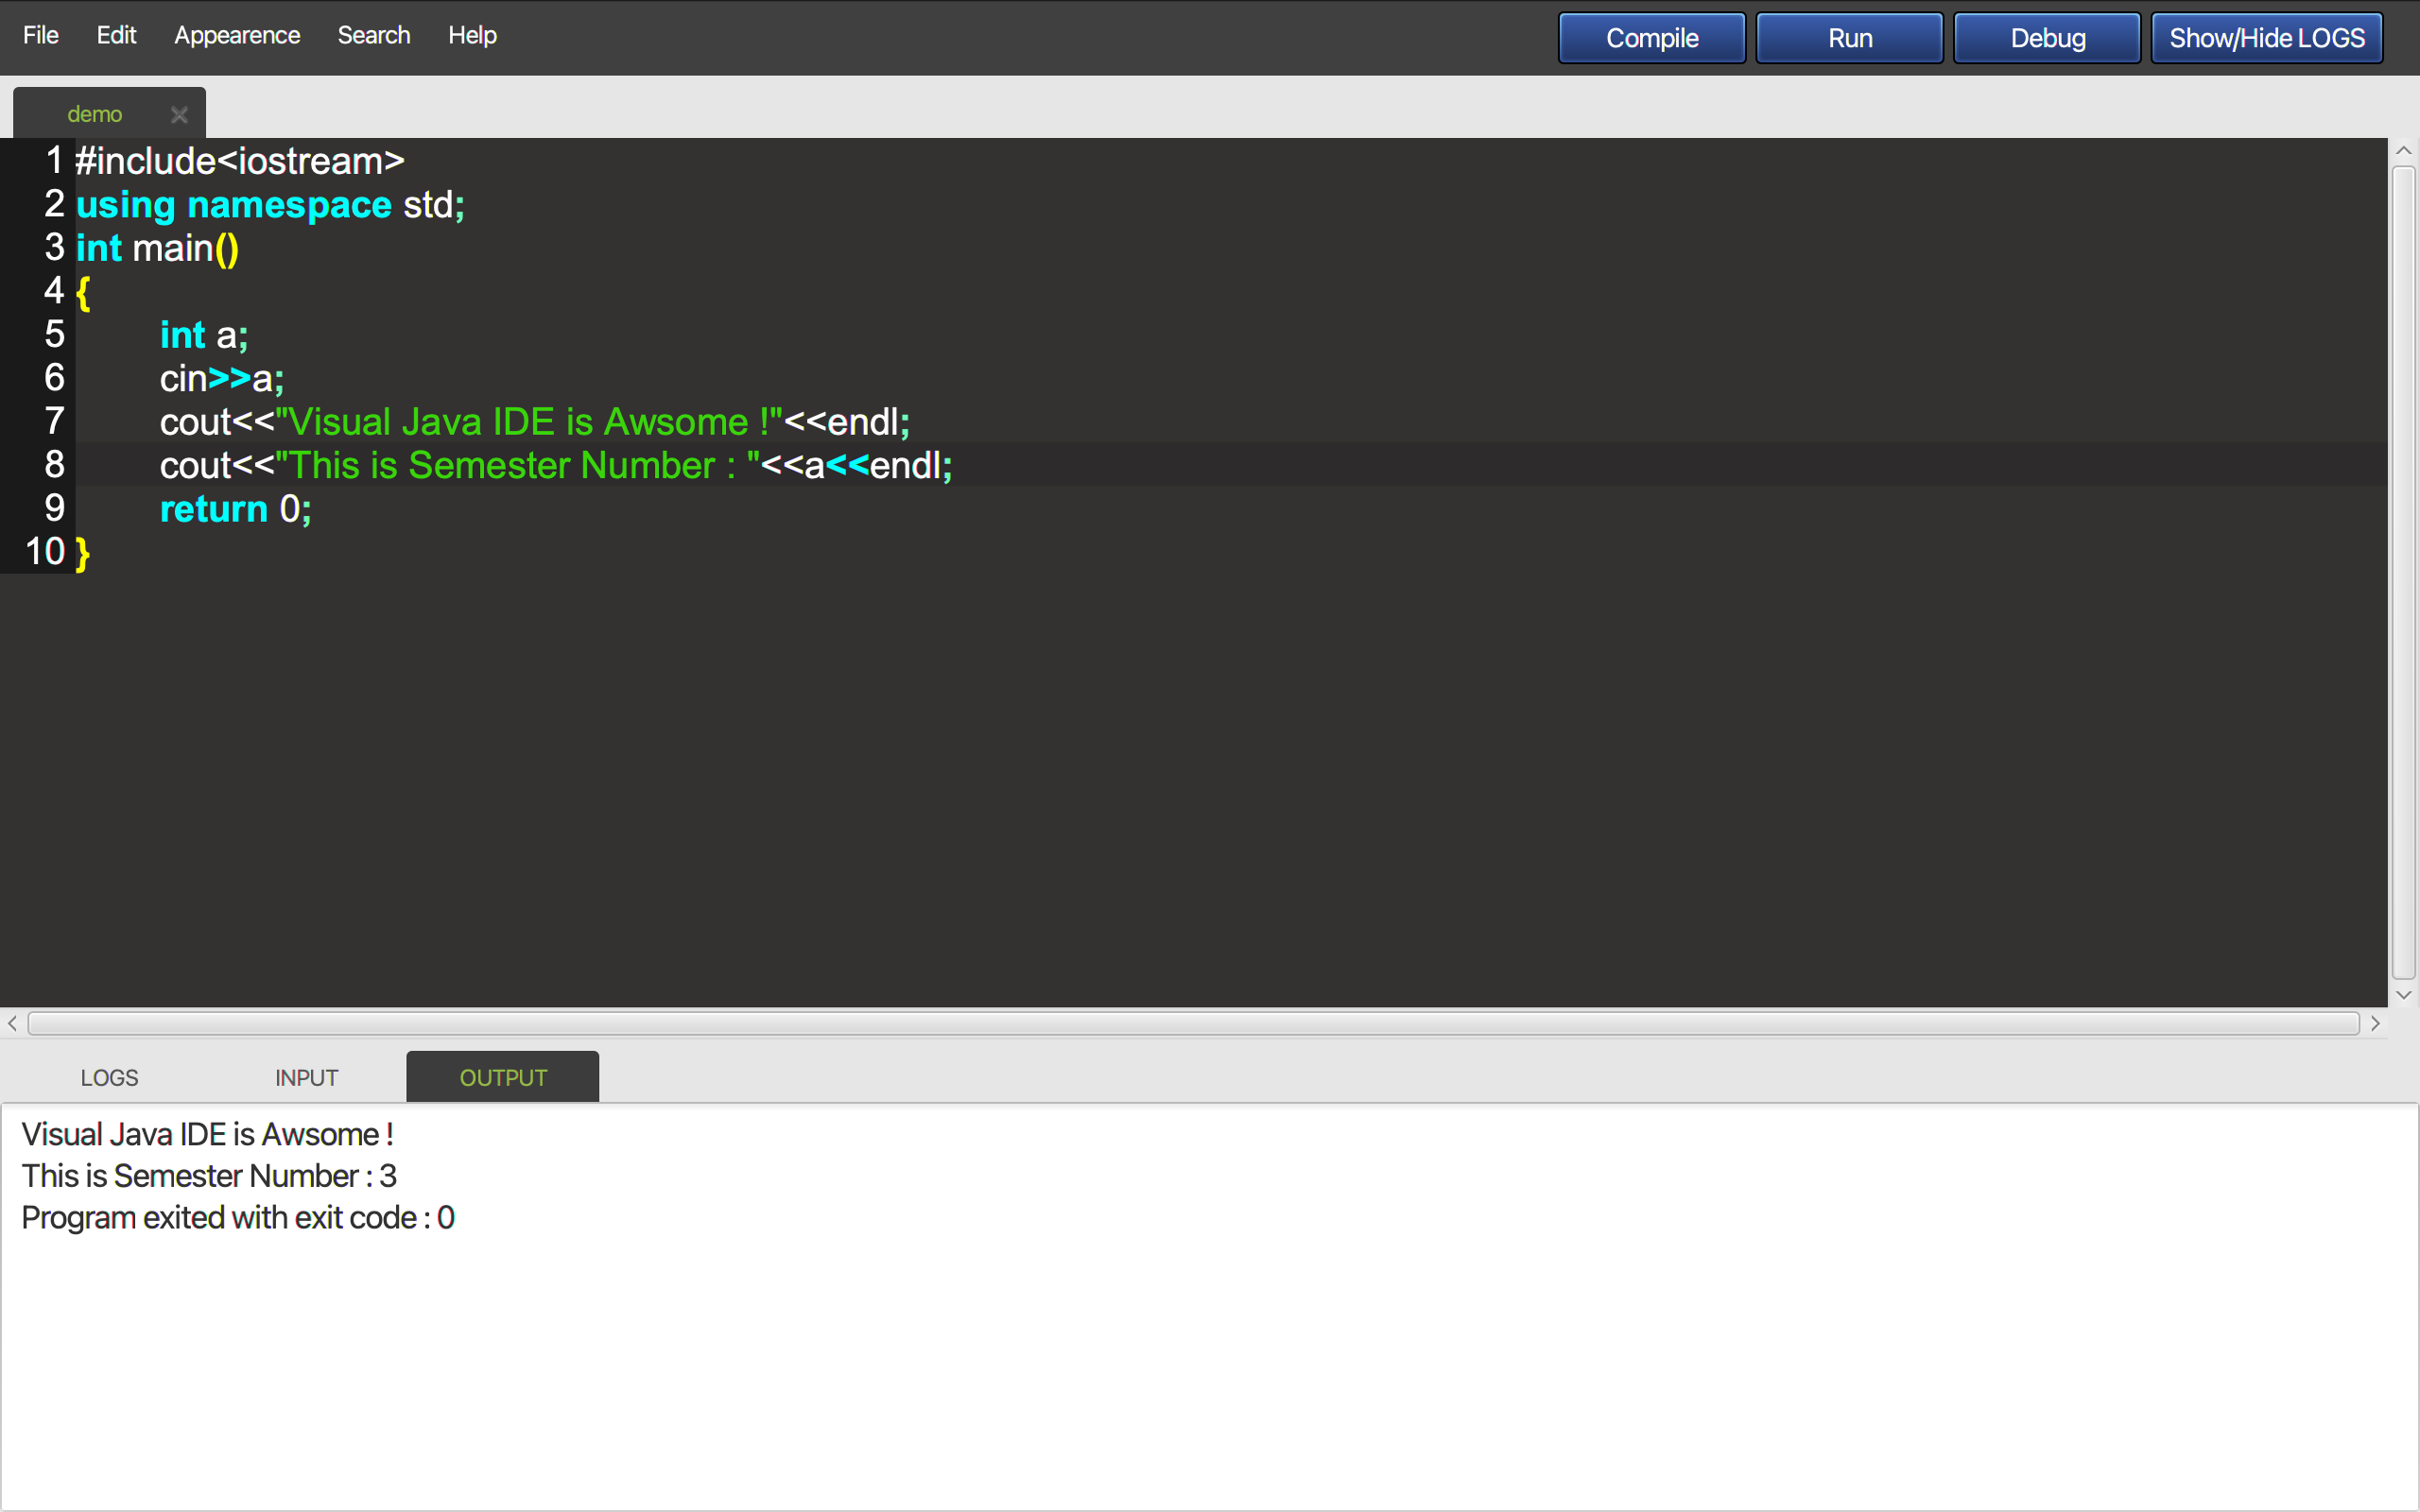 File Edit Appearence Search Help Compile Run Debug Show/Hide LOGS
demo
1 #include<iostream>
2 using namespace std;
3 int main()
4 {
5 int a;
6 cin>>a;
7 cout<<"Visual Java IDE is Awsome !"<<endl;
8 cout<<"This is Semester Number : "<<a<<endl;
9 return 0;
10 }
LOGS INPUT OUTPUT
Visual Java IDE is Awsome !
This is Semester Number : 3
Program exited with exit code : 0